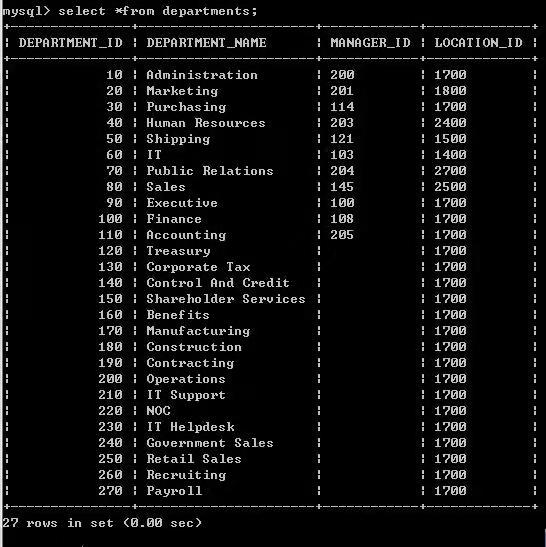 mysql> select *from departments;
+---------------+----------------------+------------+-------------+
¦ DEPARTMENT_ID ¦ DEPARTMENT_NAME      ¦ MANAGER_ID ¦ LOCATION_ID ¦
+---------------+----------------------+------------+-------------+
¦            10 ¦ Administration       ¦ 200        ¦ 1700        ¦
¦            20 ¦ Marketing            ¦ 201        ¦ 1800        ¦
¦            30 ¦ Purchasing           ¦ 114        ¦ 1700        ¦
¦            40 ¦ Human Resources      ¦ 203        ¦ 2400        ¦
¦            50 ¦ Shipping             ¦ 121        ¦ 1500        ¦
¦            60 ¦ IT                   ¦ 103        ¦ 1400        ¦
¦            70 ¦ Public Relations     ¦ 204        ¦ 2700        ¦
¦            80 ¦ Sales                ¦ 145        ¦ 2500        ¦
¦            90 ¦ Executive            ¦ 100        ¦ 1700        ¦
¦           100 ¦ Finance              ¦ 108        ¦ 1700        ¦
¦           110 ¦ Accounting           ¦ 205        ¦ 1700        ¦
¦           120 ¦ Treasury             ¦            ¦ 1700        ¦
¦           130 ¦ Corporate Tax        ¦            ¦ 1700        ¦
¦           140 ¦ Control And Credit   ¦            ¦ 1700        ¦
¦           150 ¦ Shareholder Services ¦            ¦ 1700        ¦
¦           160 ¦ Benefits             ¦            ¦ 1700        ¦
¦           170 ¦ Manufacturing        ¦            ¦ 1700        ¦
¦           180 ¦ Construction         ¦            ¦ 1700        ¦
¦           190 ¦ Contracting          ¦            ¦ 1700        ¦
¦           200 ¦ Operations           ¦            ¦ 1700        ¦
¦           210 ¦ IT Support           ¦            ¦ 1700        ¦
¦           220 ¦ NOC                  ¦            ¦ 1700        ¦
¦           230 ¦ IT Helpdesk          ¦            ¦ 1700        ¦
¦           240 ¦ Government Sales     ¦            ¦ 1700        ¦
¦           250 ¦ Retail Sales         ¦            ¦ 1700        ¦
¦           260 ¦ Recruiting           ¦            ¦ 1700        ¦
¦           270 ¦ Payroll              ¦            ¦ 1700        ¦
+---------------+----------------------+------------+-------------+
27 rows in set (0.00 sec)